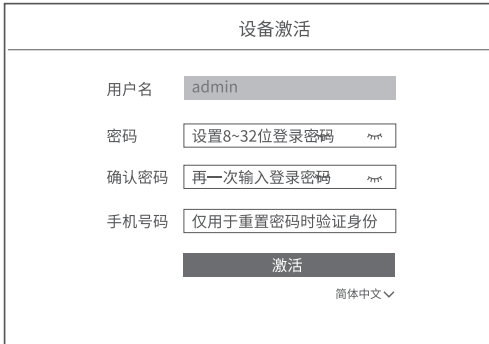 设备激活
用户名 admin
密码 设置8~32位登录密码
确认密码 再一次输入登录密码
手机号码 仅用于重置密码时验证身份
激活
简体中文